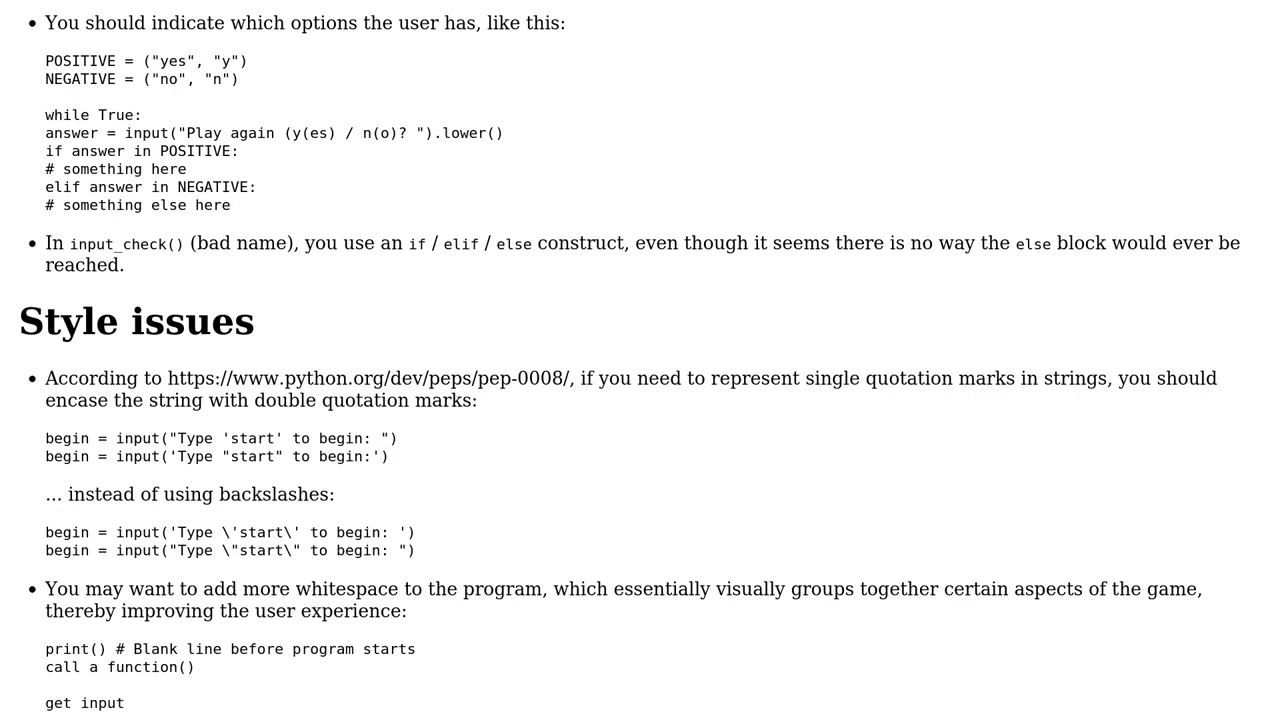 • You should indicate which options the user has, like this:
POSITIVE = ("yes", "y")
NEGATIVE = ("no", "n")
while True:
answer = input("Play again (y(es) / n(o)? ").lower()
if answer in POSITIVE:
# something here
elif answer in NEGATIVE:
# something else here
• In input_check() (bad name), you use an if / elif / else construct, even though it seems there is no way the else block would ever be
reached.
Style issues
• According to https://www.python.org/dev/peps/pep-0008/, if you need to represent single quotation marks in strings, you should
encase the string with double quotation marks:
begin = input("Type 'start' to begin: ")
begin = input('Type "start" to begin:')
... instead of using backslashes:
begin = input('Type \'start\' to begin: ')
begin = input("Type \"start\" to begin: ")
• You may want to add more whitespace to the program, which essentially visually groups together certain aspects of the game,
thereby improving the user experience:
print() # Blank line before program starts
call a function()
get input